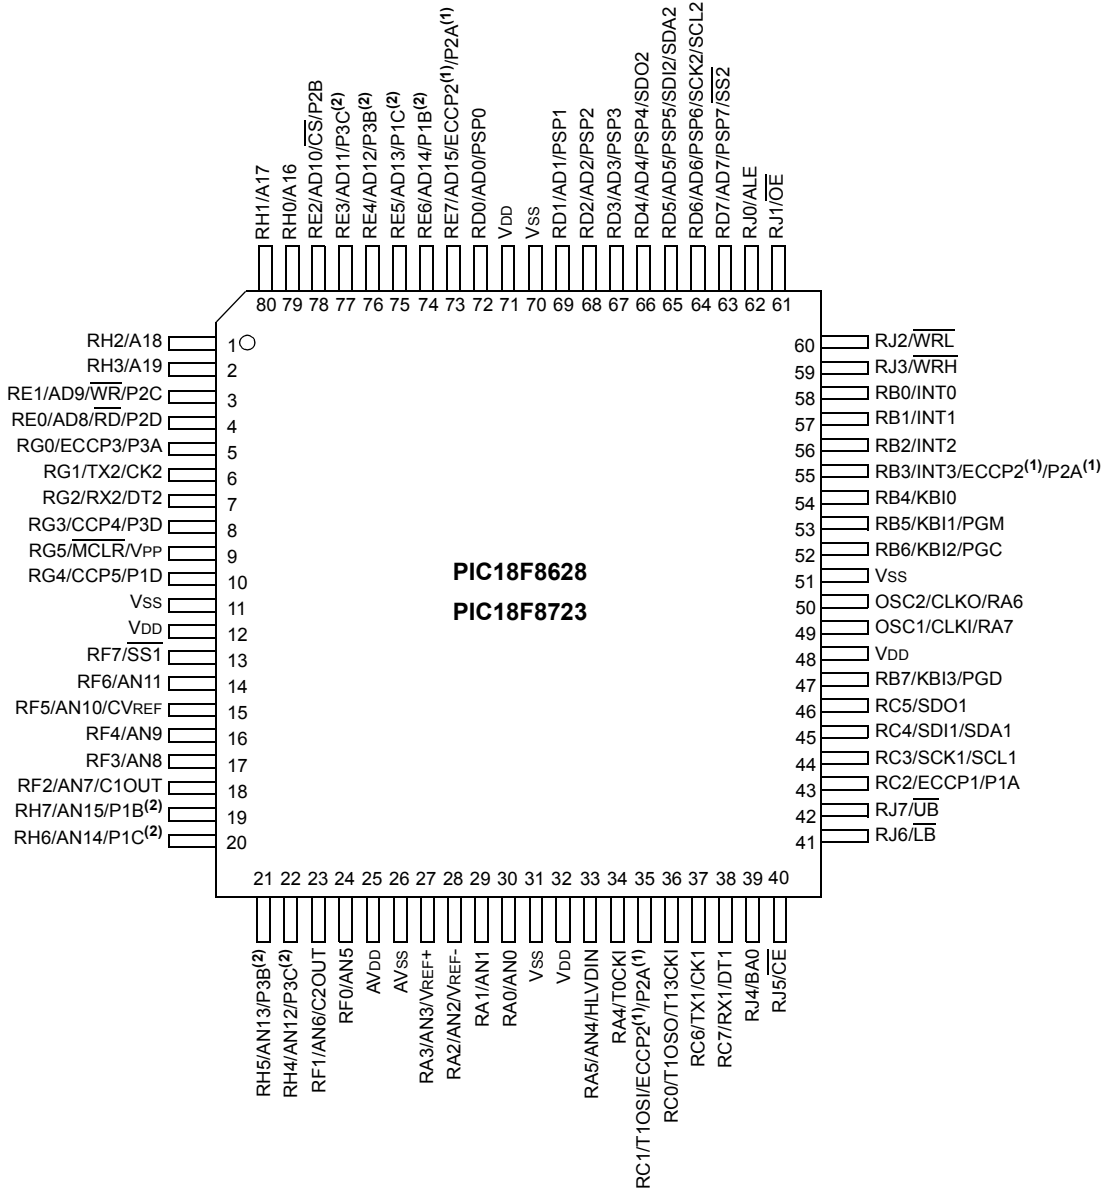 RH1/A17
RH0/A16
RE2/AD10/C̅S̅/P2B
RE3/AD11/P3C(2)
RE4/AD12/P3B(2)
RE5/AD13/P1C(2)
RE6/AD14/P1B(2)
RE7/AD15/ECCP2(1)/P2A(1)
RD0/AD0/PSP0
VDD
VSS
RD1/AD1/PSP1
RD2/AD2/PSP2
RD3/AD3/PSP3
RD4/AD4/PSP4/SDO2
RD5/AD5/PSP5/SDI2/SDA2
RD6/AD6/PSP6/SCK2/SCL2
RD7/AD7/PSP7/S̅S̅2̅
RJ0/ALE
RJ1/O̅E̅
80 79 78 77 76 75 74 73 72 71 70 69 68 67 66 65 64 63 62 61
RH2/A18 1
RH3/A19 2
RE1/AD9/W̅R̅/P2C 3
RE0/AD8/R̅D̅/P2D 4
RG0/ECCP3/P3A 5
RG1/TX2/CK2 6
RG2/RX2/DT2 7
RG3/CCP4/P3D 8
RG5/M̅C̅L̅R̅/VPP 9
RG4/CCP5/P1D 10
VSS 11
VDD 12
RF7/S̅S̅1̅ 13
RF6/AN11 14
RF5/AN10/CVREF 15
RF4/AN9 16
RF3/AN8 17
RF2/AN7/C1OUT 18
RH7/AN15/P1B(2) 19
RH6/AN14/P1C(2) 20
PIC18F8628
PIC18F8723
60 RJ2/W̅R̅L̅
59 RJ3/W̅R̅H̅
58 RB0/INT0
57 RB1/INT1
56 RB2/INT2
55 RB3/INT3/ECCP2(1)/P2A(1)
54 RB4/KBI0
53 RB5/KBI1/PGM
52 RB6/KBI2/PGC
51 VSS
50 OSC2/CLKO/RA6
49 OSC1/CLKI/RA7
48 VDD
47 RB7/KBI3/PGD
46 RC5/SDO1
45 RC4/SDI1/SDA1
44 RC3/SCK1/SCL1
43 RC2/ECCP1/P1A
42 RJ7/U̅B̅
41 RJ6/L̅B̅
21 22 23 24 25 26 27 28 29 30 31 32 33 34 35 36 37 38 39 40
RH5/AN13/P3B(2)
RH4/AN12/P3C(2)
RF1/AN6/C2OUT
RF0/AN5
AVDD
AVSS
RA3/AN3/VREF+
RA2/AN2/VREF-
RA1/AN1
RA0/AN0
VSS
VDD
RA5/AN4/HLVDIN
RA4/T0CKI
RC1/T1OSI/ECCP2(1)/P2A(1)
RC0/T1OSO/T13CKI
RC6/TX1/CK1
RC7/RX1/DT1
RJ4/BA0
RJ5/C̅E̅